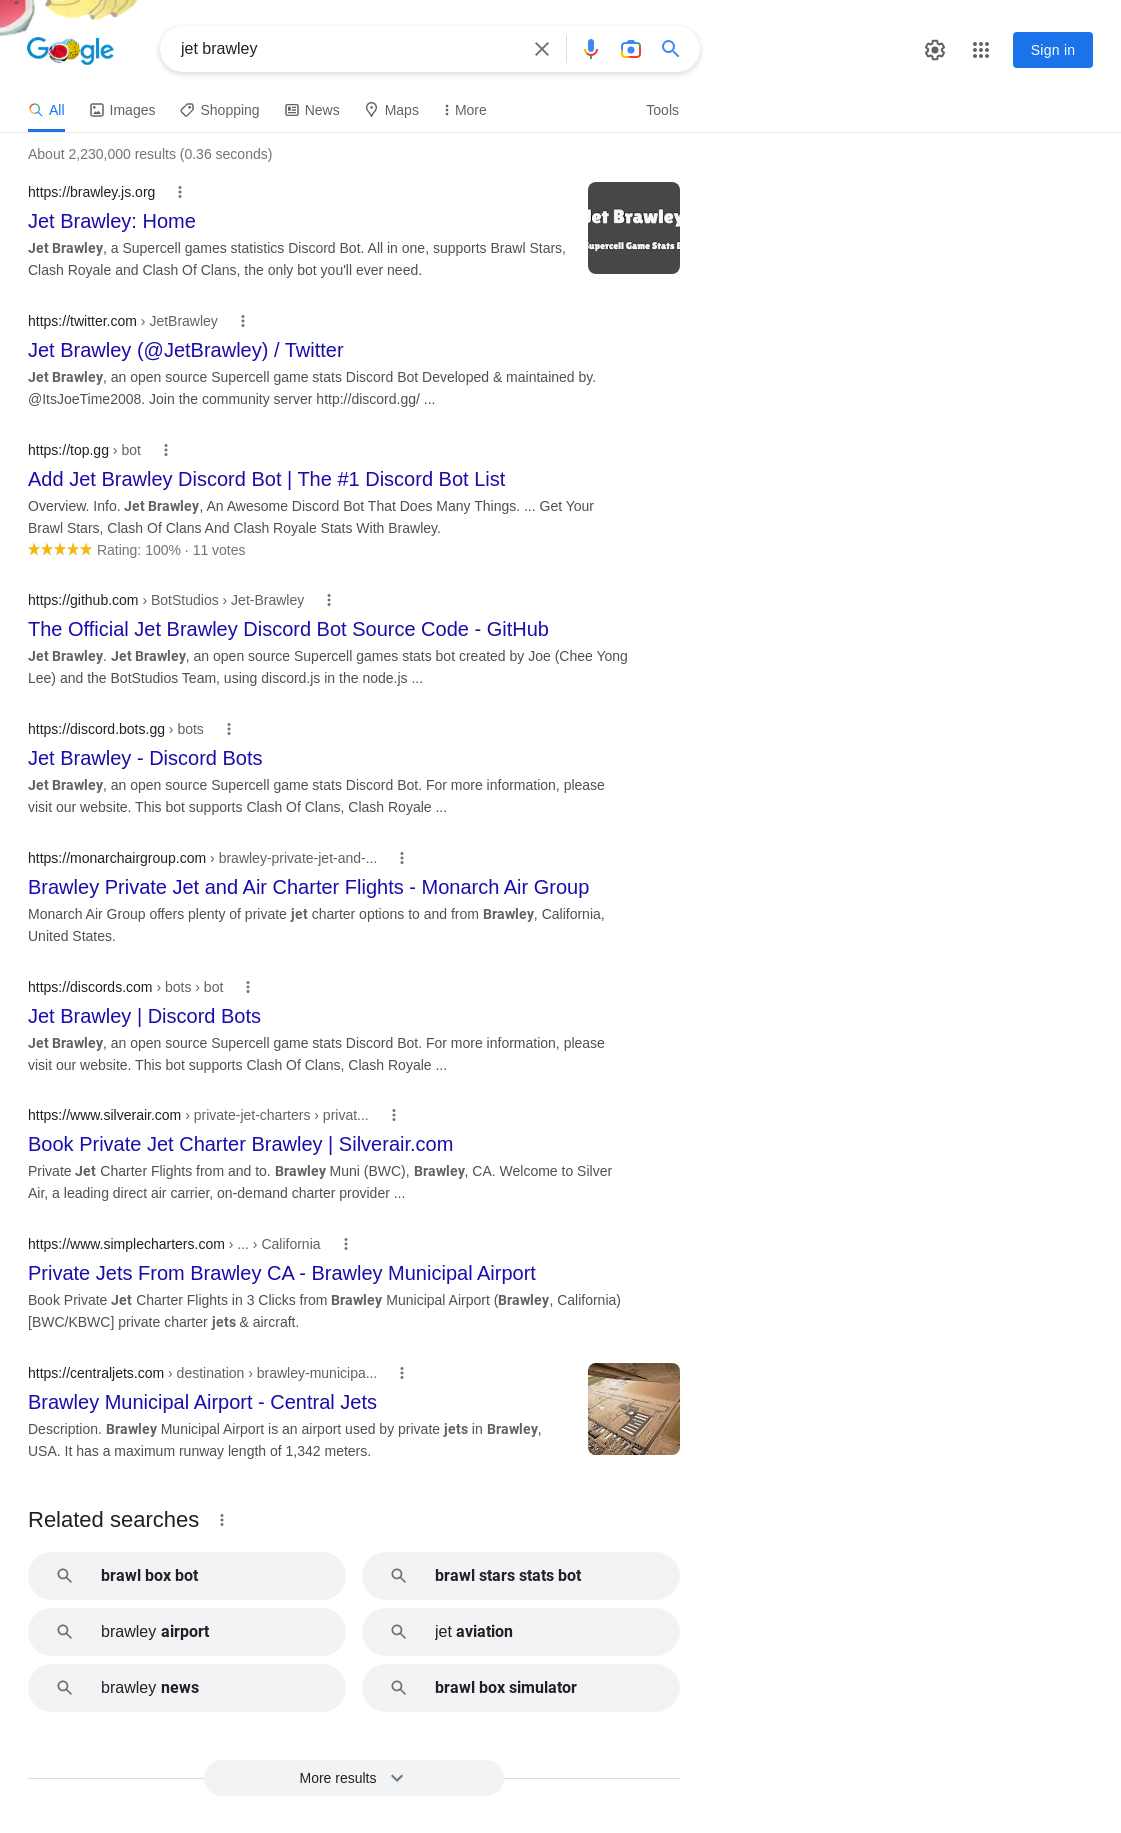 Google
jet brawley
Sign in
All Images Shopping News Maps More Tools
About 2,230,000 results (0.36 seconds)
https://brawley.js.org
Jet Brawley: Home
Jet Brawley, a Supercell games statistics Discord Bot. All in one, supports Brawl Stars,
Clash Royale and Clash Of Clans, the only bot you'll ever need.
Jet Brawley
Supercell Game Stats B
https://twitter.com › JetBrawley
Jet Brawley (@JetBrawley) / Twitter
Jet Brawley, an open source Supercell game stats Discord Bot Developed & maintained by.
@ItsJoeTime2008. Join the community server http://discord.gg/ ...
https://top.gg › bot
Add Jet Brawley Discord Bot | The #1 Discord Bot List
Overview. Info. Jet Brawley, An Awesome Discord Bot That Does Many Things. ... Get Your
Brawl Stars, Clash Of Clans And Clash Royale Stats With Brawley.
Rating: 100% · 11 votes
https://github.com › BotStudios › Jet-Brawley
The Official Jet Brawley Discord Bot Source Code - GitHub
Jet Brawley. Jet Brawley, an open source Supercell games stats bot created by Joe (Chee Yong
Lee) and the BotStudios Team, using discord.js in the node.js ...
https://discord.bots.gg › bots
Jet Brawley - Discord Bots
Jet Brawley, an open source Supercell game stats Discord Bot. For more information, please
visit our website. This bot supports Clash Of Clans, Clash Royale ...
https://monarchairgroup.com › brawley-private-jet-and-...
Brawley Private Jet and Air Charter Flights - Monarch Air Group
Monarch Air Group offers plenty of private jet charter options to and from Brawley, California,
United States.
https://discords.com › bots › bot
Jet Brawley | Discord Bots
Jet Brawley, an open source Supercell game stats Discord Bot. For more information, please
visit our website. This bot supports Clash Of Clans, Clash Royale ...
https://www.silverair.com › private-jet-charters › privat...
Book Private Jet Charter Brawley | Silverair.com
Private Jet Charter Flights from and to. Brawley Muni (BWC), Brawley, CA. Welcome to Silver
Air, a leading direct air carrier, on-demand charter provider ...
https://www.simplecharters.com › ... › California
Private Jets From Brawley CA - Brawley Municipal Airport
Book Private Jet Charter Flights in 3 Clicks from Brawley Municipal Airport (Brawley, California)
[BWC/KBWC] private charter jets & aircraft.
https://centraljets.com › destination › brawley-municipa...
Brawley Municipal Airport - Central Jets
Description. Brawley Municipal Airport is an airport used by private jets in Brawley,
USA. It has a maximum runway length of 1,342 meters.
Related searches
brawl box bot
brawl stars stats bot
brawley airport
jet aviation
brawley news
brawl box simulator
More results